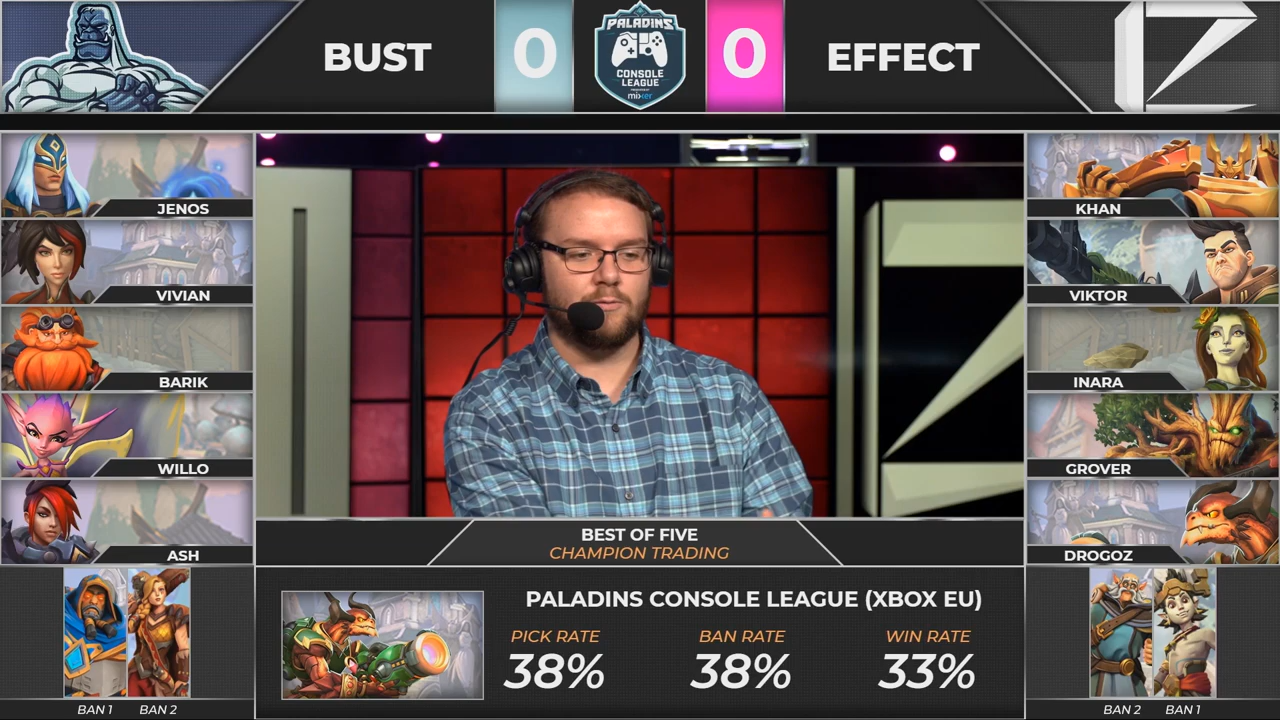 BUST
0
PALADINS
CONSOLE
LEAGUE
mixer
0
EFFECT
JENOS
VIVIAN
BARIK
WILLO
ASH
KHAN
VIKTOR
INARA
GROVER
DROGOZ
BEST OF FIVE
CHAMPION TRADING
PALADINS CONSOLE LEAGUE (XBOX EU)
PICK RATE BAN RATE WIN RATE
38% 38% 33%
BAN 1 BAN 2
BAN 2 BAN 1